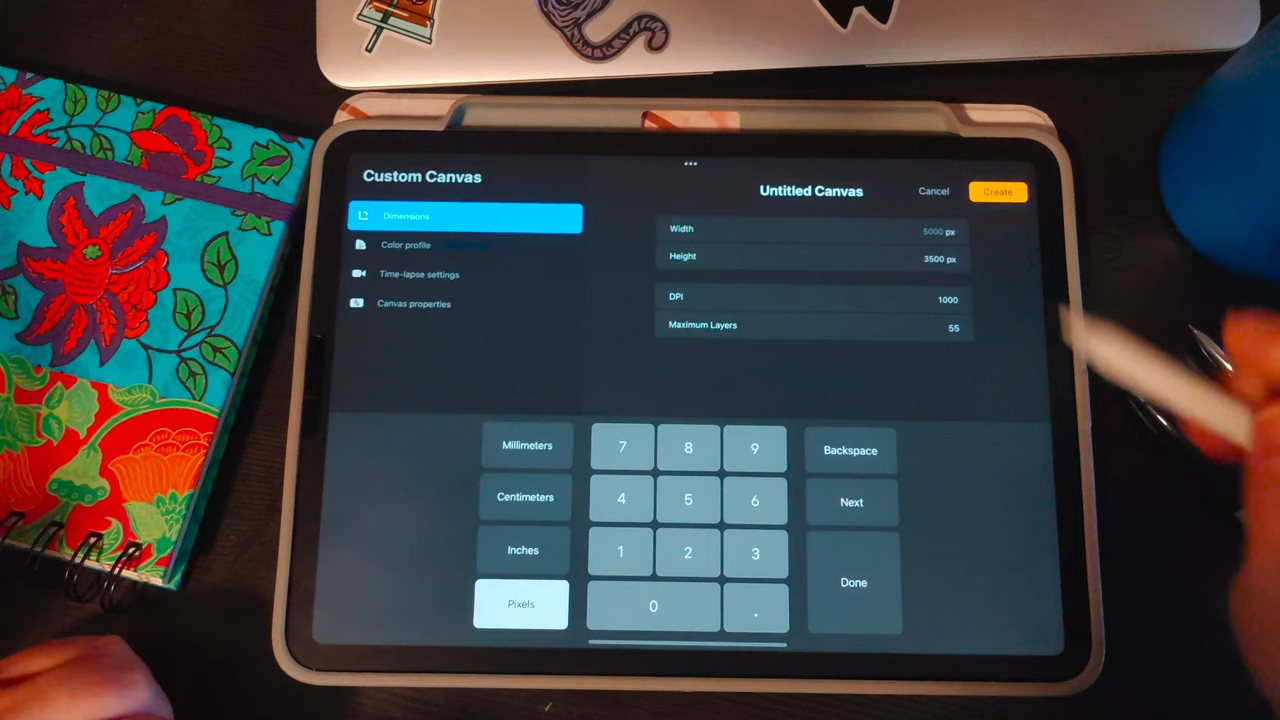 Custom Canvas
Untitled Canvas
Cancel
Create
Dimensions
Color profile
Time-lapse settings
Canvas properties
Width 5000 px
Height 3500 px
DPI 1000
Maximum Layers 55
Millimeters 7 8 9 Backspace
Centimeters 4 5 6 Next
Inches 1 2 3 Done
Pixels 0 .